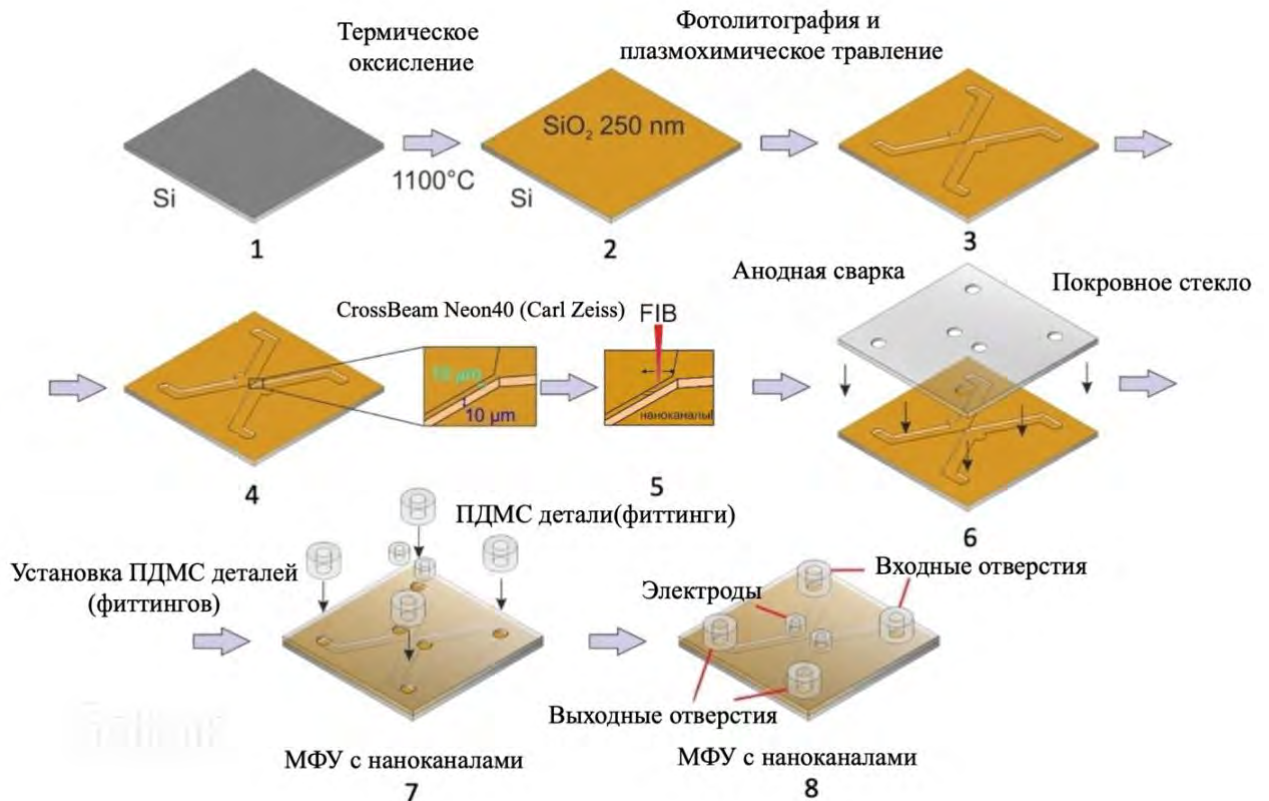 Термическое
оксисление
Фотолитография и
плазмохимическое травление
1100°C
Si
1
SiO₂ 250 nm
Si
2
3
CrossBeam Neon40 (Carl Zeiss)
10 μm
4
FIB
наноканалы
5
Анодная сварка
Покровное стекло
6
Установка ПДМС деталей
(фиттингов)
ПДМС детали(фиттинги)
МФУ с наноканалами
7
Электроды
Входные отверстия
Выходные отверстия
МФУ с наноканалами
8